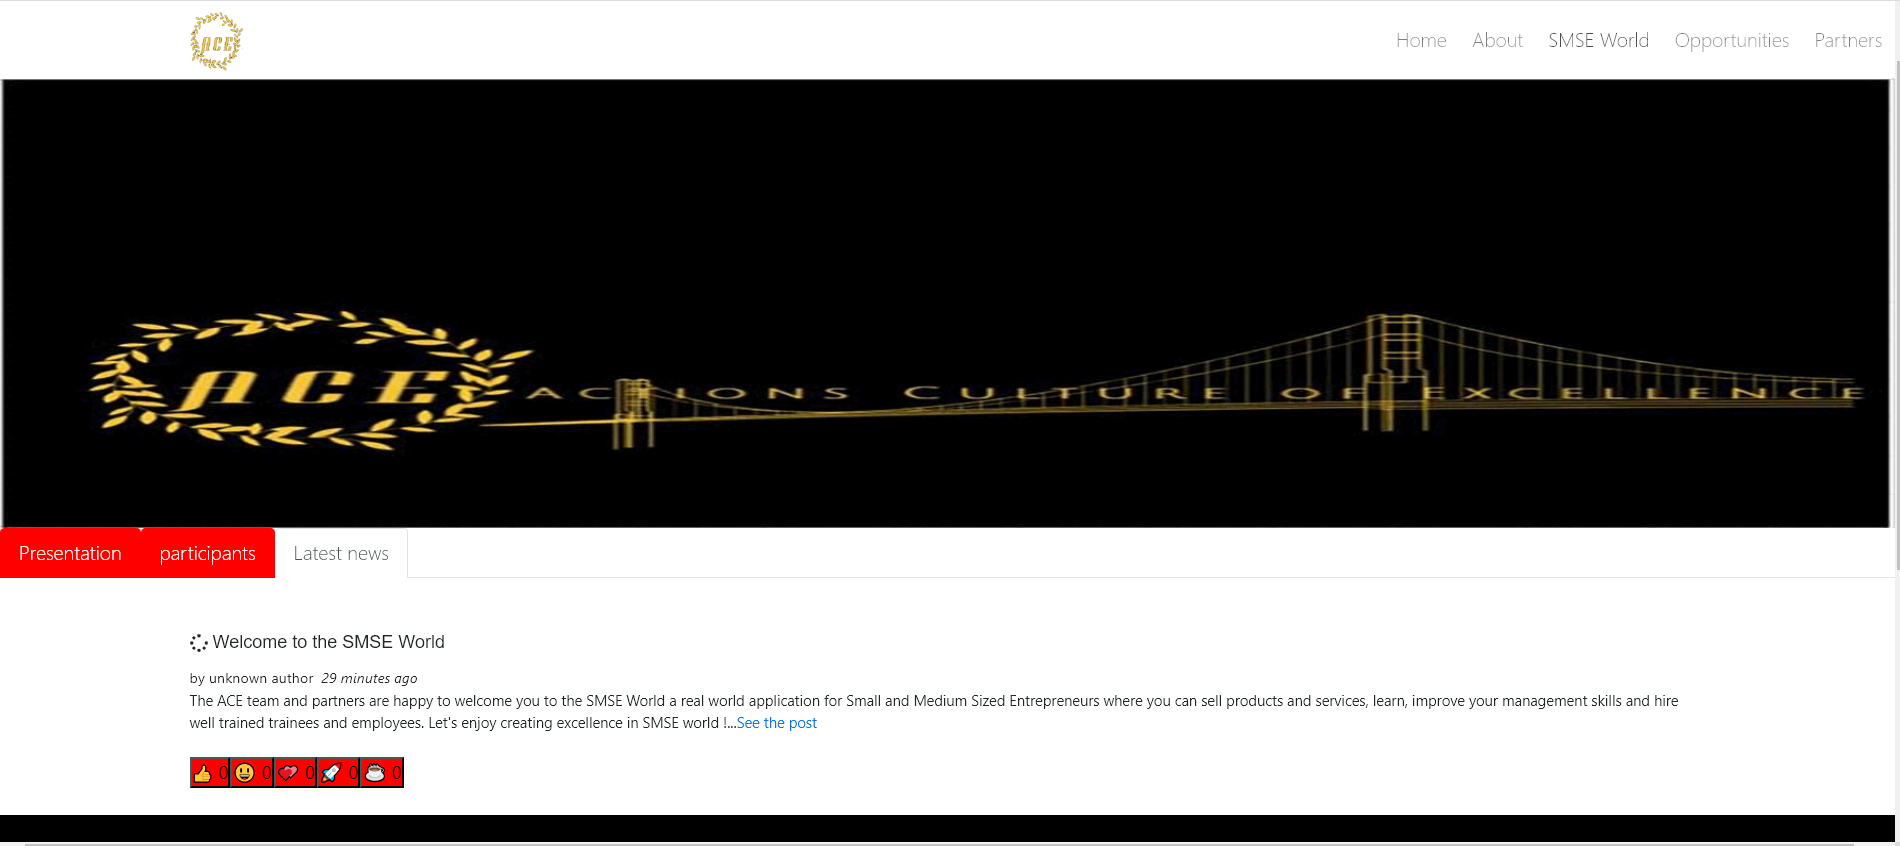 ACE
Home About SMSE World Opportunities Partners
ACE ACTIONS CULTURE OF EXCELLENCE
Presentation participants Latest news
Welcome to the SMSE World
by unknown author 29 minutes ago
The ACE team and partners are happy to welcome you to the SMSE World a real world application for Small and Medium Sized Entrepreneurs where you can sell products and services, learn, improve your management skills and hire
well trained trainees and employees. Let's enjoy creating excellence in SMSE world !...See the post
👍 0 😃 0 💕 0 🚀 0 ☕ 0